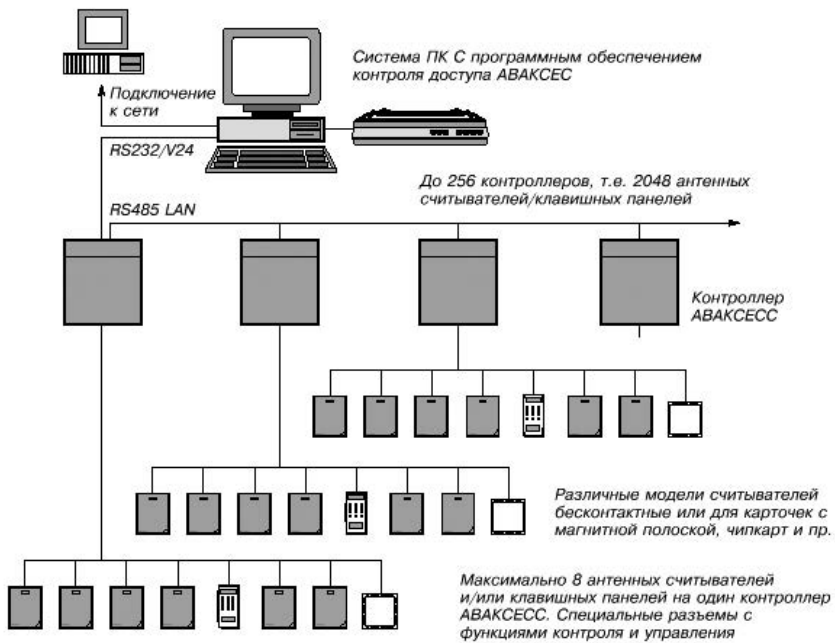 Система ПК С программным обеспечением
контроля доступа АВАКСЕС
Подключение
к сети
RS232/V24
До 256 контроллеров, т.е. 2048 антенных
считывателей/клавишных панелей
RS485 LAN
Контроллер
АВАКСЕСС
Различные модели считывателей
бесконтактные или для карточек с
магнитной полоской, чипкарт и пр.
Максимально 8 антенных считывателей
и/или клавишных панелей на один контроллер
АВАКСЕСС. Специальные разъемы с
функциями контроля и управления